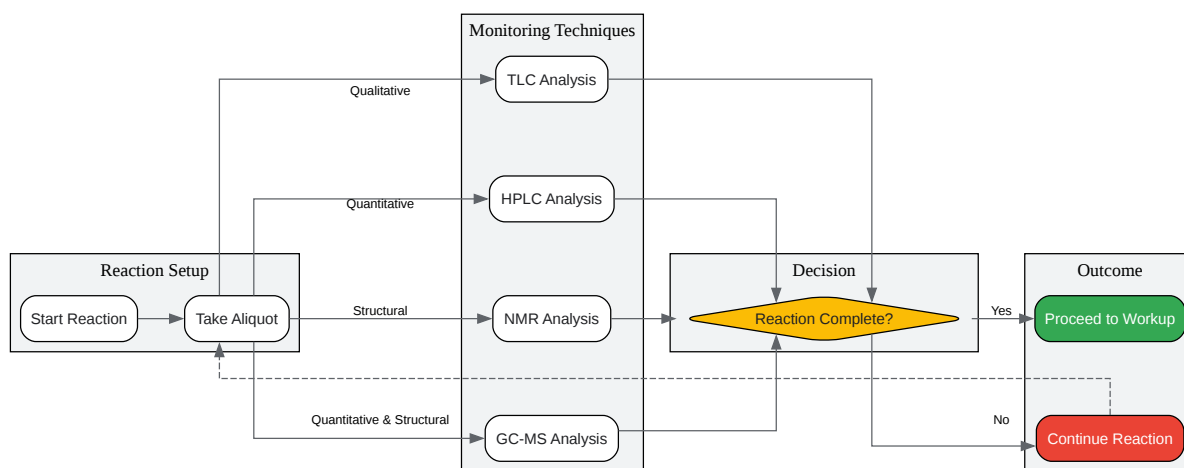 Monitoring Techniques
TLC Analysis
Qualitative
HPLC Analysis
Quantitative
Reaction Setup
Decision
Outcome
Start Reaction
Take Aliquot
Structural
NMR Analysis
Reaction Complete?
Yes
Proceed to Workup
Quantitative & Structural
GC-MS Analysis
No
Continue Reaction